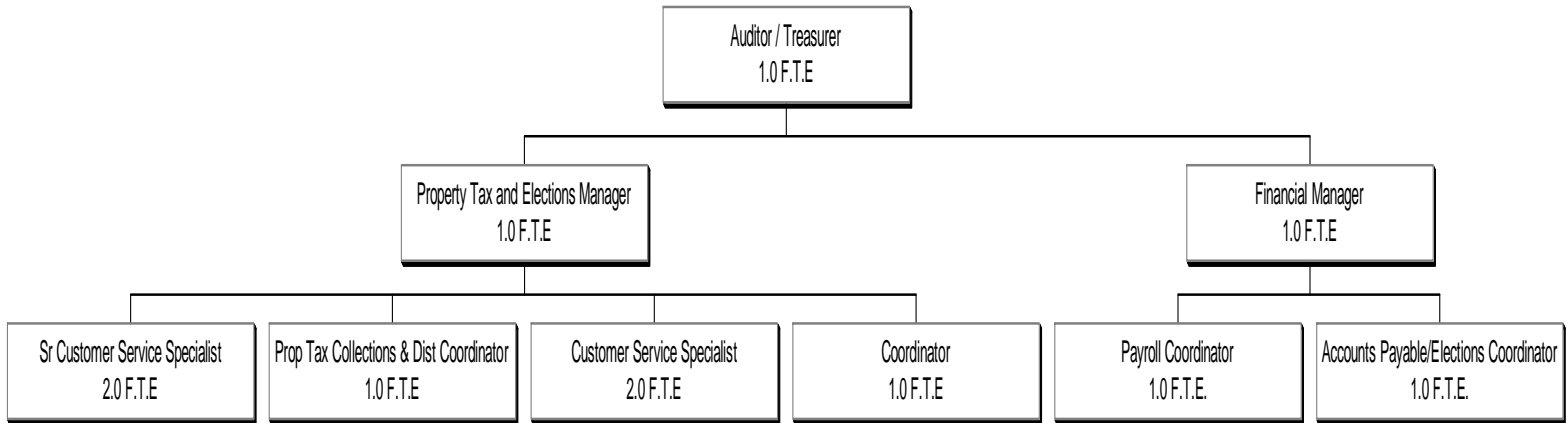 Auditor / Treasurer
1.0 F.T.E
Property Tax and Elections Manager
1.0 F.T.E
Financial Manager
1.0 F.T.E
Sr Customer Service Specialist
2.0 F.T.E
Prop Tax Collections & Dist Coordinator
1.0 F.T.E
Customer Service Specialist
2.0 F.T.E
Coordinator
1.0 F.T.E
Payroll Coordinator
1.0 F.T.E.
Accounts Payable/Elections Coordinator
1.0 F.T.E.